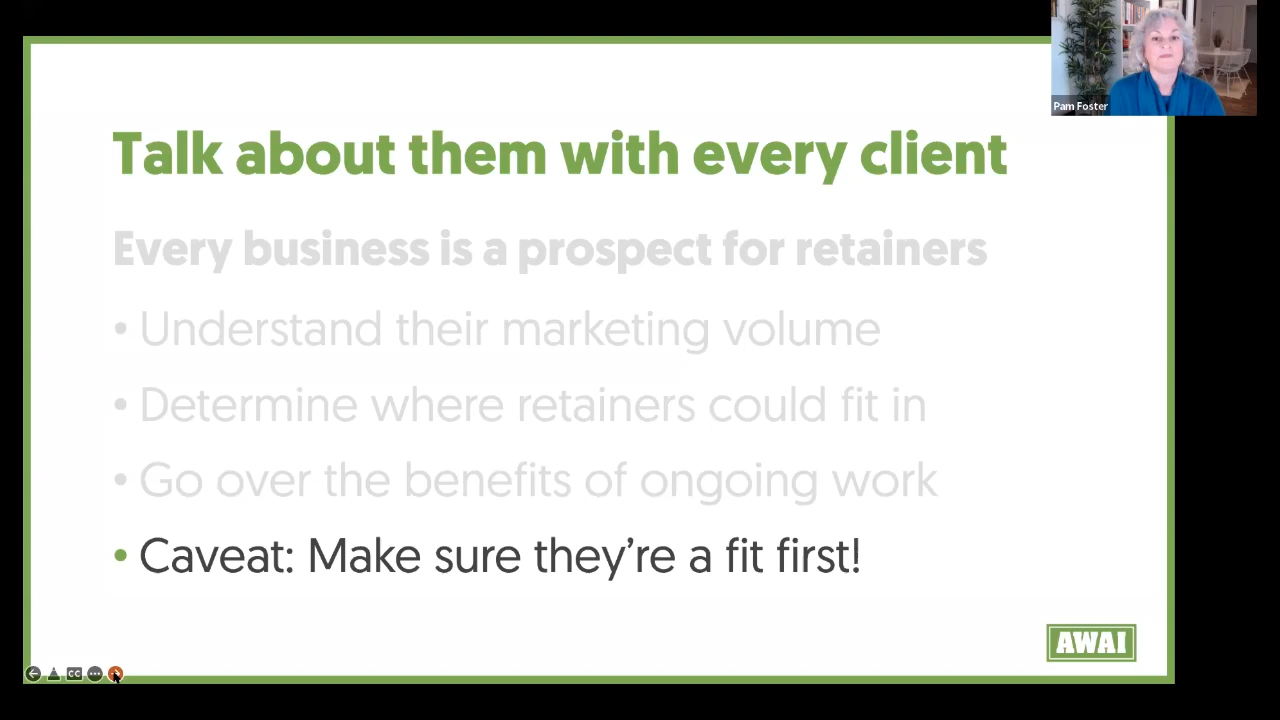 Pam Foster
Talk about them with every client
Every business is a prospect for retainers
• Understand their marketing volume
• Determine where retainers could fit in
• Go over the benefits of ongoing work
• Caveat: Make sure they’re a fit first!
AWAI
CC